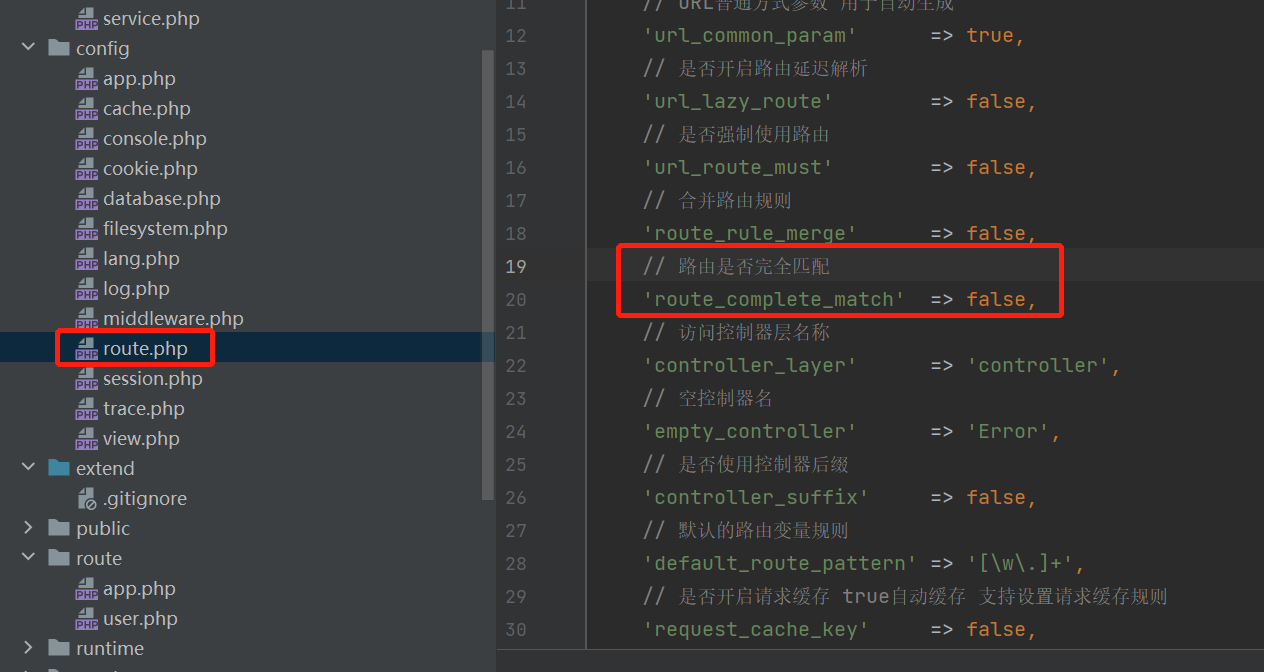 service.php
config
app.php
cache.php
console.php
cookie.php
database.php
filesystem.php
lang.php
log.php
middleware.php
route.php
session.php
trace.php
view.php
extend
.gitignore
public
route
app.php
user.php
runtime
11 // URL普通方式参数 用于自动生成
12 'url_common_param' => true,
13 // 是否开启路由延迟解析
14 'url_lazy_route' => false,
15 // 是否强制使用路由
16 'url_route_must' => false,
17 // 合并路由规则
18 'route_rule_merge' => false,
19 // 路由是否完全匹配
20 'route_complete_match' => false,
21 // 访问控制器层名称
22 'controller_layer' => 'controller',
23 // 空控制器名
24 'empty_controller' => 'Error',
25 // 是否使用控制器后缀
26 'controller_suffix' => false,
27 // 默认的路由变量规则
28 'default_route_pattern' => '[\w\.]+',
29 // 是否开启请求缓存 true自动缓存 支持设置请求缓存规则
30 'request_cache_key' => false,